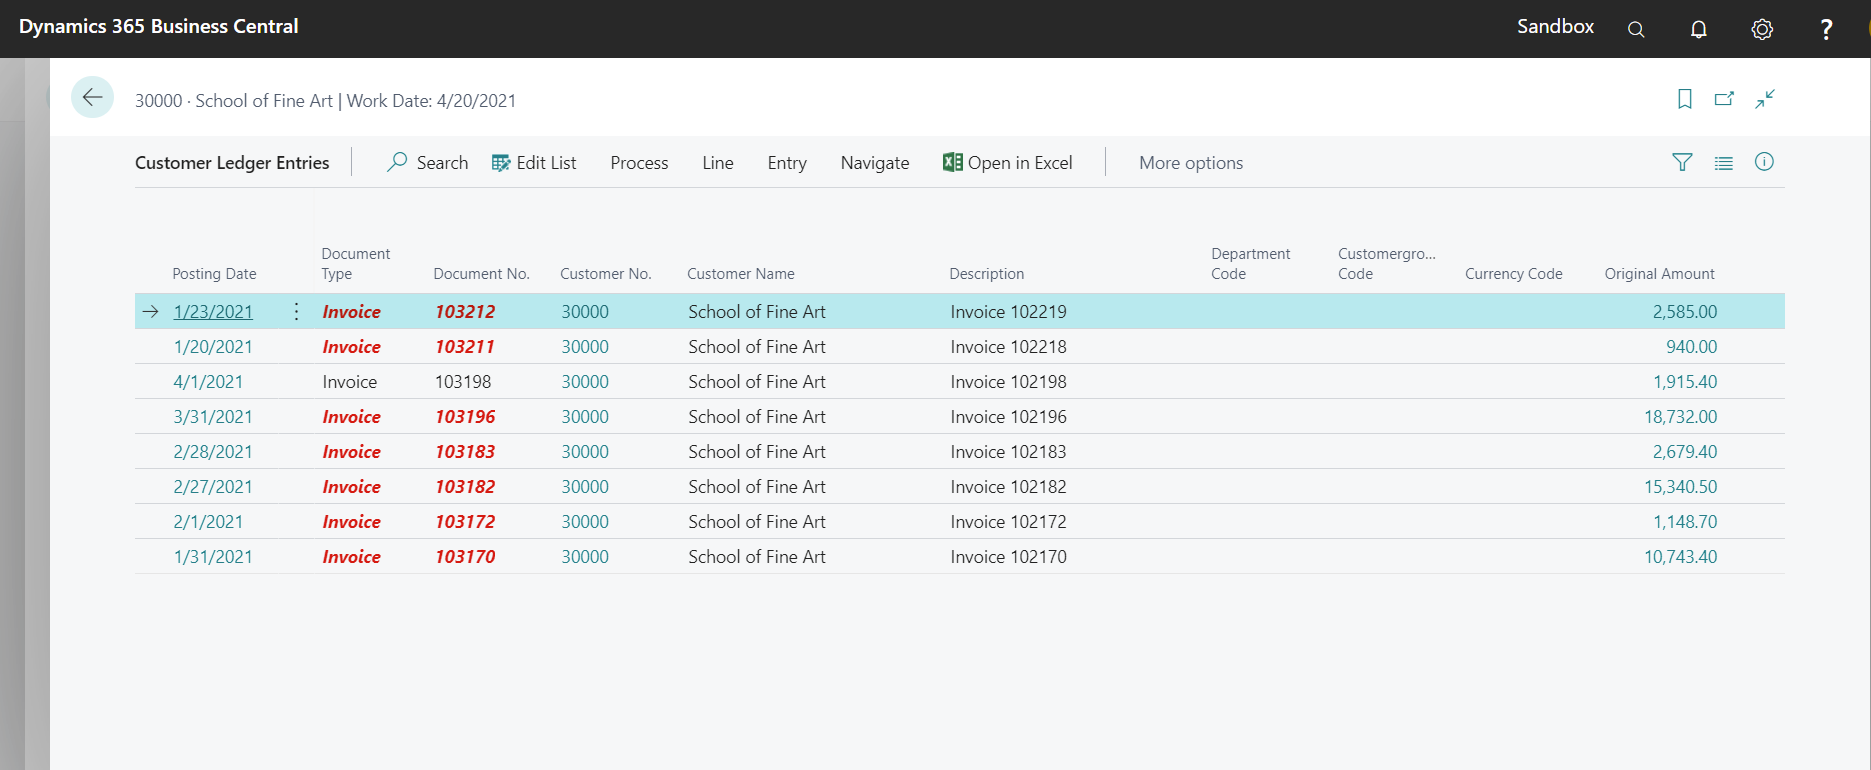 Dynamics 365 Business Central
Sandbox
?
30000 · School of Fine Art | Work Date: 4/20/2021
Customer Ledger Entries Search Edit List Process Line Entry Navigate Open in Excel More options
Posting Date Document Type Document No. Customer No. Customer Name Description Department Code Customergro... Code Currency Code Original Amount
1/23/2021 Invoice 103212 30000 School of Fine Art Invoice 102219 2,585.00
1/20/2021 Invoice 103211 30000 School of Fine Art Invoice 102218 940.00
4/1/2021 Invoice 103198 30000 School of Fine Art Invoice 102198 1,915.40
3/31/2021 Invoice 103196 30000 School of Fine Art Invoice 102196 18,732.00
2/28/2021 Invoice 103183 30000 School of Fine Art Invoice 102183 2,679.40
2/27/2021 Invoice 103182 30000 School of Fine Art Invoice 102182 15,340.50
2/1/2021 Invoice 103172 30000 School of Fine Art Invoice 102172 1,148.70
1/31/2021 Invoice 103170 30000 School of Fine Art Invoice 102170 10,743.40